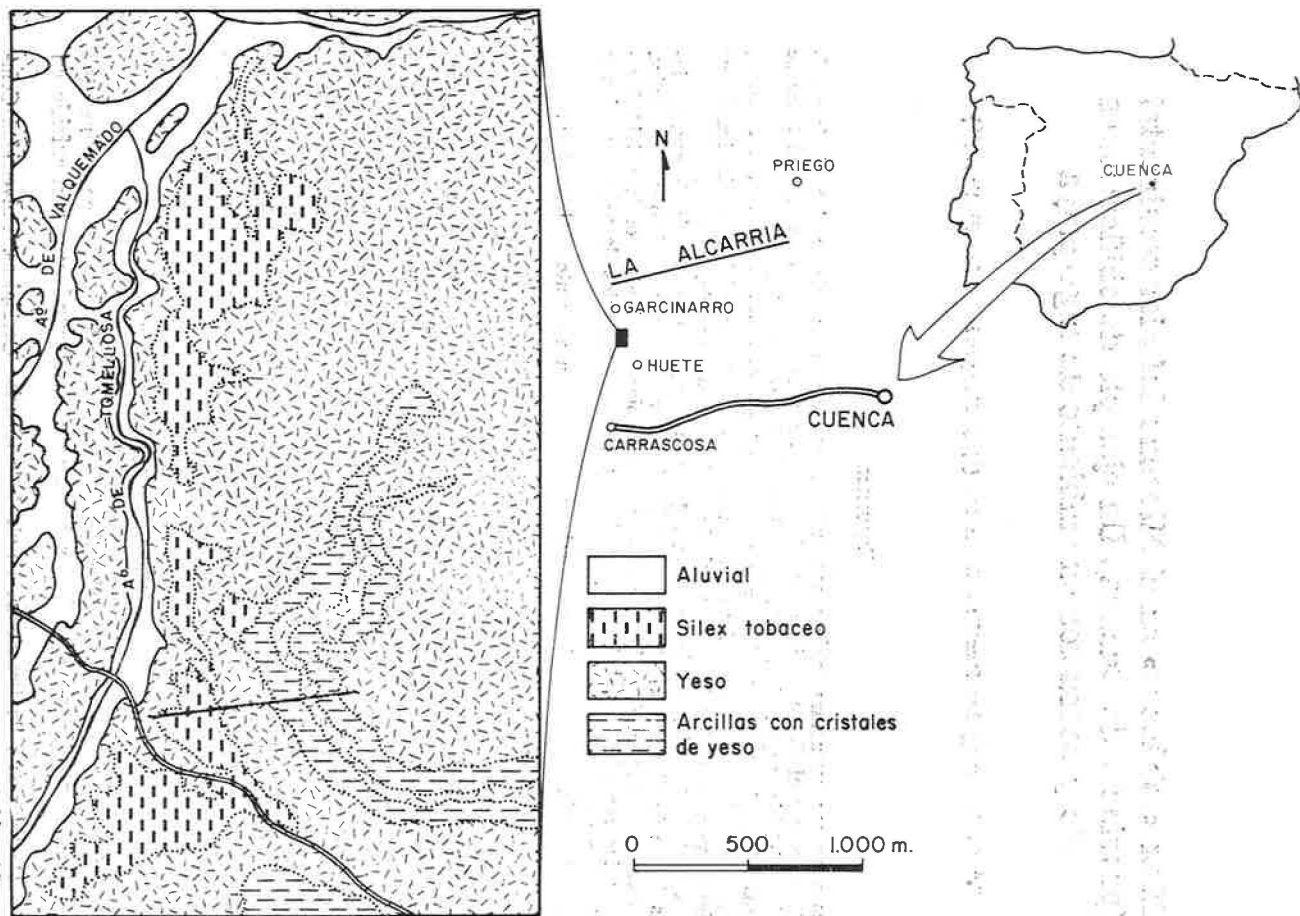 Aº DE VALQUEMADO
Aº DE TOMELLOSA
N
PRIEGO
LA ALCARRIA
GARCINARRO
HUETE
CUENCA
CARRASCOSA
CUENCA
Aluvial
Silex tobaceo
Yeso
Arcillas con cristales
de yeso
0 500 1.000 m.